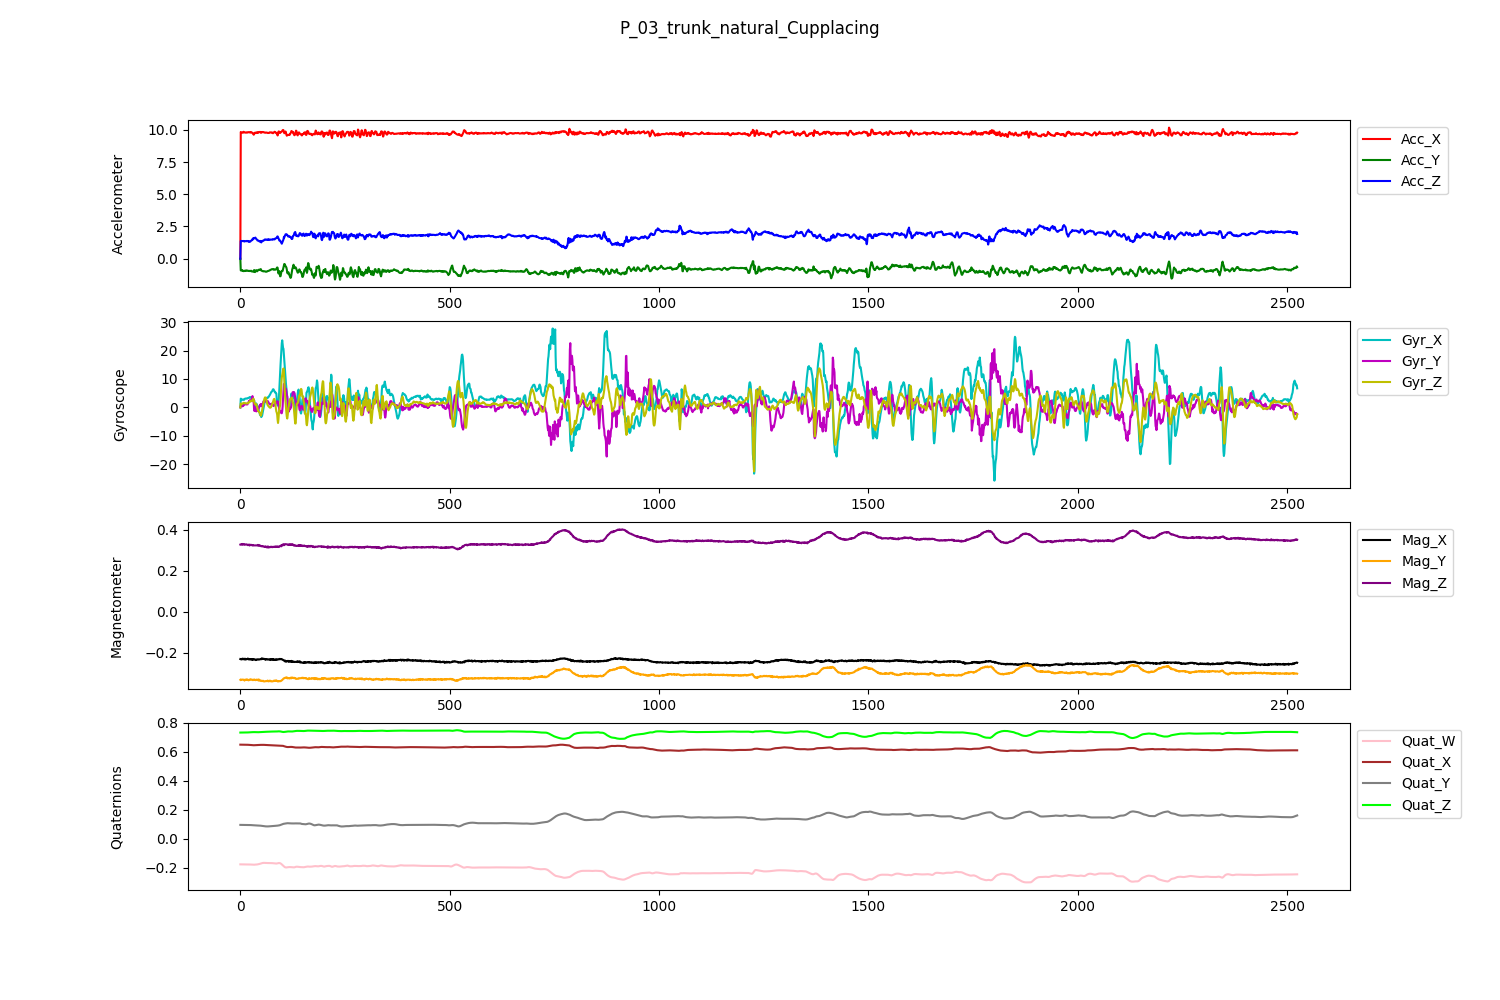 P_03_trunk_natural_Cupplacing
Accelerometer
10.0
7.5
5.0
2.5
0.0
0 500 1000 1500 2000 2500
Acc_X
Acc_Y
Acc_Z
Gyroscope
30
20
10
0
−10
−20
0 500 1000 1500 2000 2500
Gyr_X
Gyr_Y
Gyr_Z
Magnetometer
0.4
0.2
0.0
−0.2
0 500 1000 1500 2000 2500
Mag_X
Mag_Y
Mag_Z
Quaternions
0.8
0.6
0.4
0.2
0.0
−0.2
0 500 1000 1500 2000 2500
Quat_W
Quat_X
Quat_Y
Quat_Z